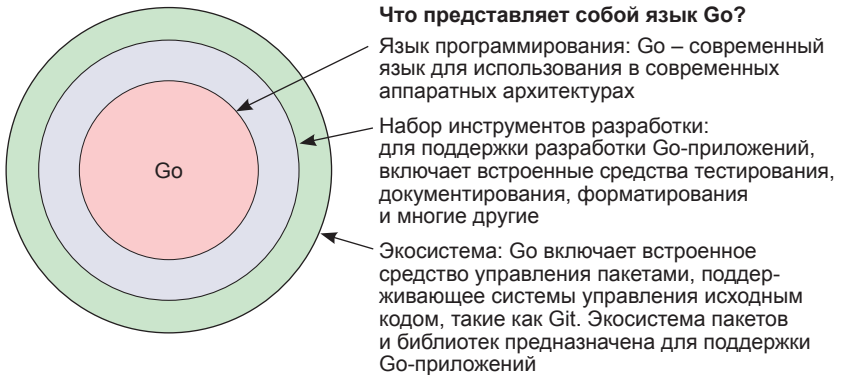 Что представляет собой язык Go?
Язык программирования: Go – современный
язык для использования в современных
аппаратных архитектурах
Набор инструментов разработки:
для поддержки разработки Go-приложений,
включает встроенные средства тестирования,
документирования, форматирования
и многие другие
Go
Экосистема: Go включает встроенное
средство управления пакетами, поддер-
живающее системы управления исходным
кодом, такие как Git. Экосистема пакетов
и библиотек предназначена для поддержки
Go-приложений